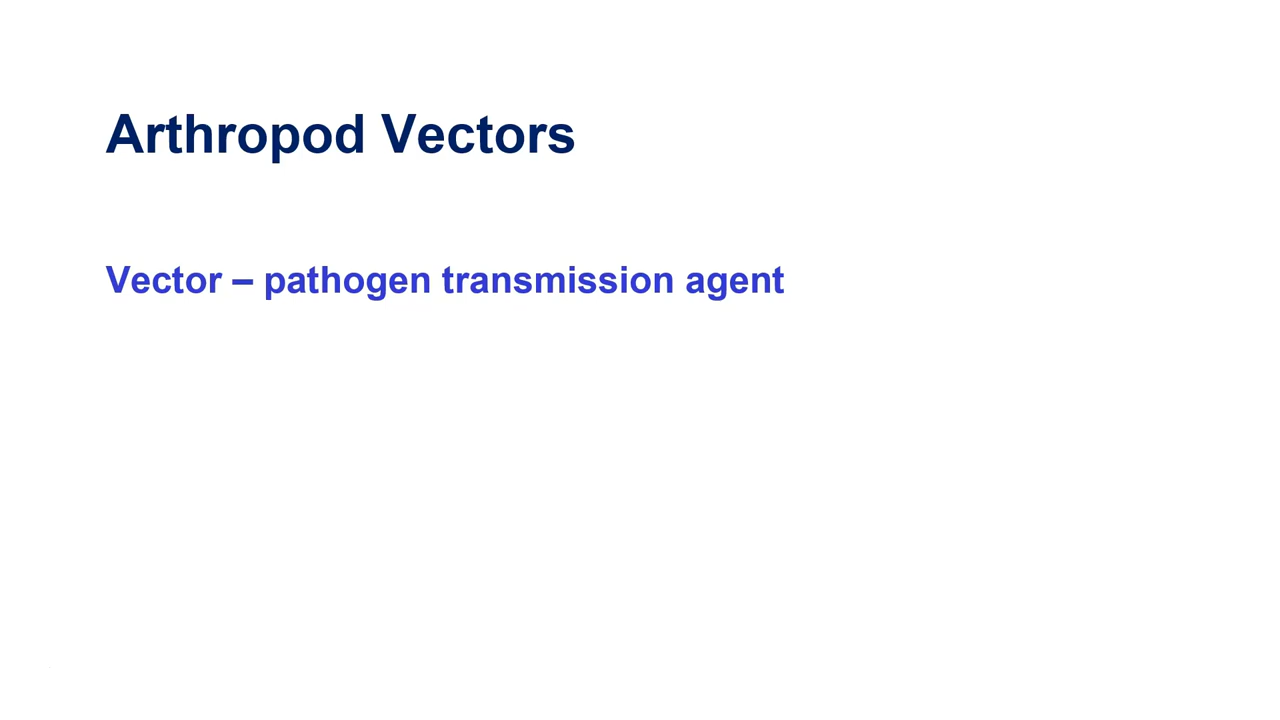 Arthropod Vectors
Vector – pathogen transmission agent